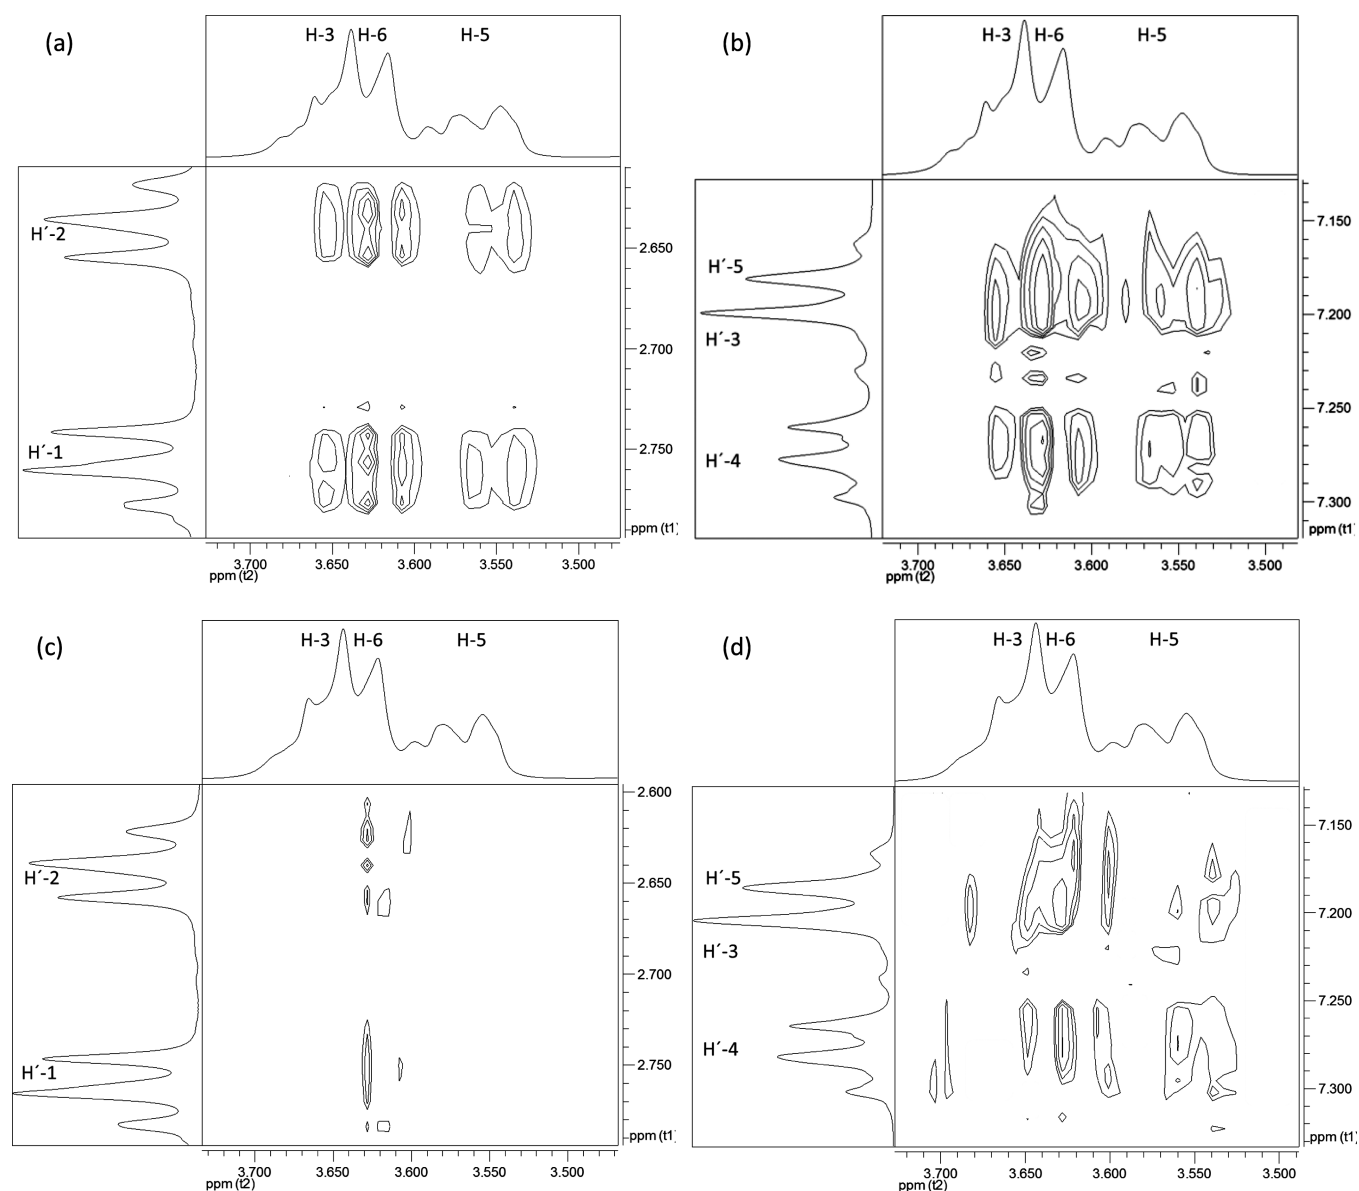 (a)
H-3 H-6 H-5
H´-2
H´-1
2.650
2.700
2.750
ppm (t1)
3.700 3.650 3.600 3.550 3.500
ppm (t2)
(b)
H-3 H-6 H-5
H´-5
H´-3
H´-4
7.150
7.200
7.250
7.300
ppm (t1)
3.700 3.650 3.600 3.550 3.500
ppm (t2)
(c)
H-3 H-6 H-5
H´-2
H´-1
2.600
2.650
2.700
2.750
ppm (t1)
3.700 3.650 3.600 3.550
ppm (t2)
(d)
H-3 H-6 H-5
H´-5
H´-3
H´-4
7.150
7.200
7.250
7.300
ppm (t1)
3.700 3.650 3.600 3.550 3.500
ppm (t2)